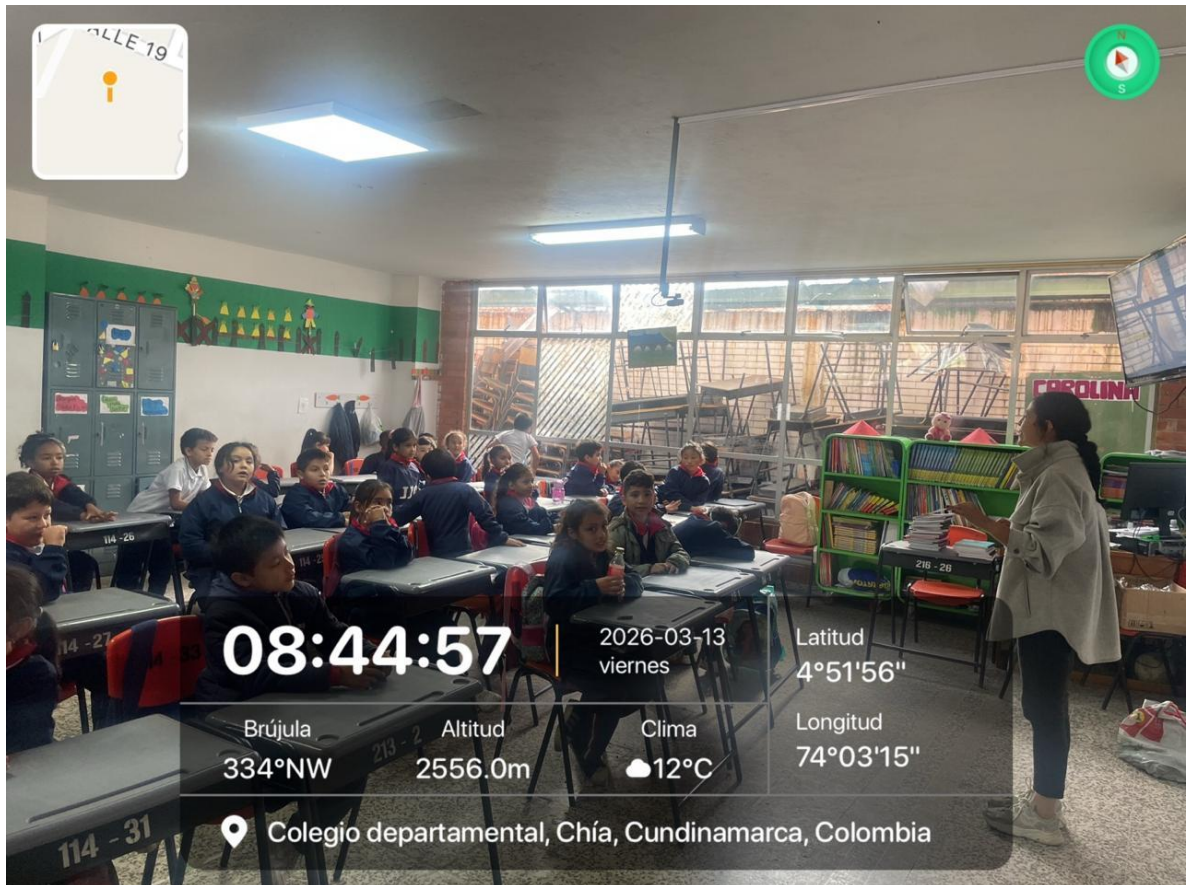 ALLE 19
N
S
CAROLINA
114 - 26
216 - 26
114 - 27
213 - 2
114 - 31
08:44:57
2026-03-13
viernes
Latitud
4°51'56"
Brújula
334°NW
Altitud
2556.0m
Clima
12°C
Longitud
74°03'15"
Colegio departamental, Chía, Cundinamarca, Colombia